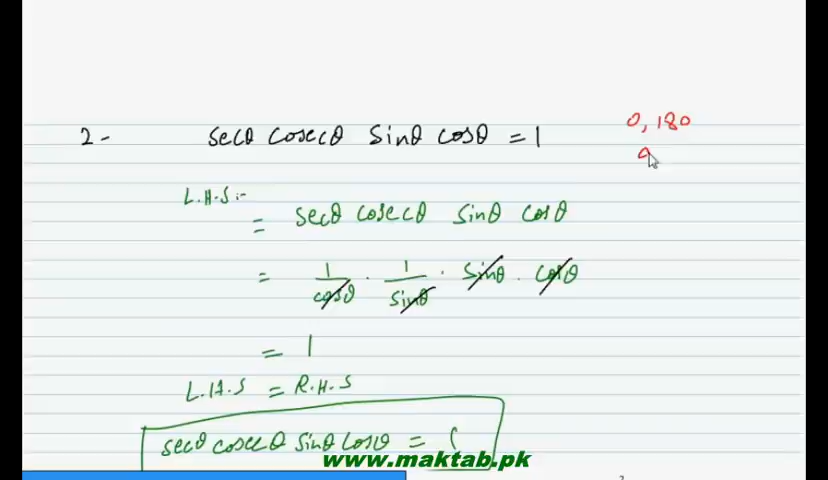 2- secθ cosecθ sinθ cosθ = 1 0, 180
9
L.H.S:-
= secθ cosecθ sinθ cosθ
= 1/cosθ · 1/sinθ · sinθ · cosθ
= 1
L.H.S = R.H.S
secθ cosecθ sinθ cosθ = 1
www.maktab.pk